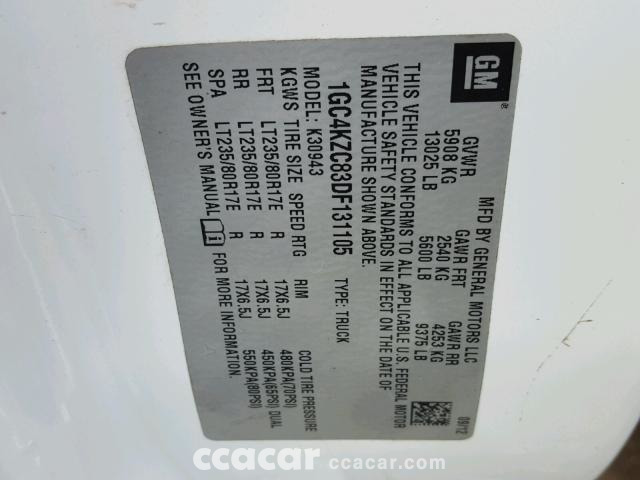 GM ®
MFD BY GENERAL MOTORS LLC 09/12
GVWR GAWR FRT GAWR RR
5908 KG 2540 KG 4253 KG
13025 LB 5600 LB 9375 LB
THIS VEHICLE CONFORMS TO ALL APPLICABLE U.S. FEDERAL MOTOR
VEHICLE SAFETY STANDARDS IN EFFECT ON THE DATE OF
MANUFACTURE SHOWN ABOVE.
1GC4KZC83DF131105 TYPE: TRUCK
MODEL: K30943
KGWS TIRE SIZE SPEED RTG RIM COLD TIRE PRESSURE
FRT LT235/80R17E R 17X6.5J 480KPA(70PSI)
RR LT235/80R17E R 17X6.5J 450KPA(65PSI) DUAL
SPA LT235/80R17E R 17X6.5J 550KPA(80PSI)
SEE OWNER'S MANUAL i FOR MORE INFORMATION.
ccacar ccacar.com